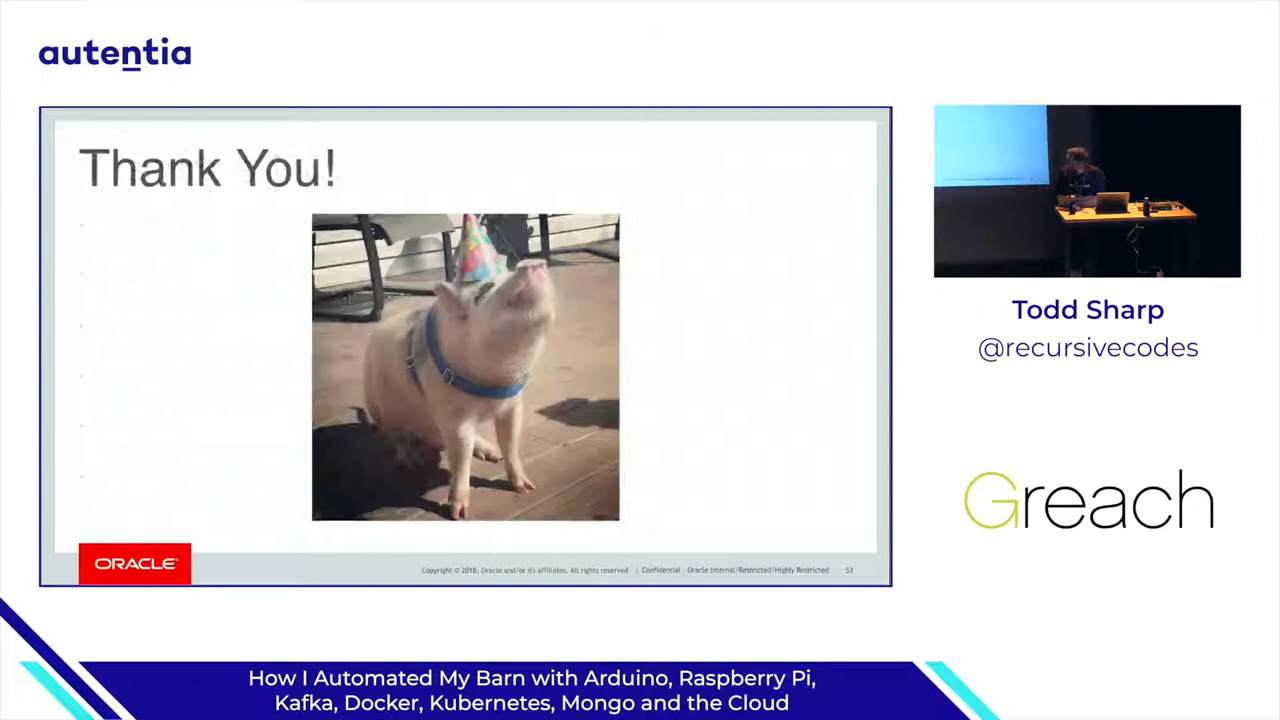 autentia
Thank You!
ORACLE
Copyright © 2018, Oracle and/or its affiliates. All rights reserved. | Confidential – Oracle Internal/Restricted/Highly Restricted 53
Todd Sharp
@recursivecodes
Greach
How I Automated My Barn with Arduino, Raspberry Pi,
Kafka, Docker, Kubernetes, Mongo and the Cloud